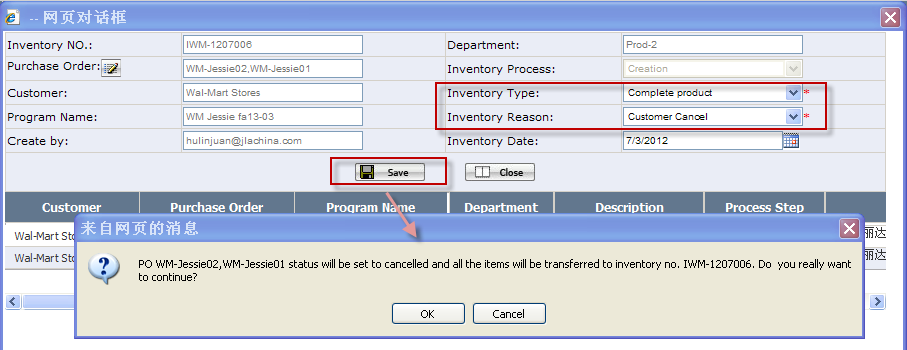 -- 网页对话框
Inventory NO.: IWM-1207006 Department: Prod-2
Purchase Order: WM-Jessie02,WM-Jessie01 Inventory Process: Creation
Customer: Wal-Mart Stores Inventory Type: Complete product *
Program Name: WM Jessie fa13-03 Inventory Reason: Customer Cancel *
Create by: hulinjuan@jlachina.com Inventory Date: 7/3/2012
Save Close
Customer Purchase Order Program Name Department Description Process Step
Wal-Mart Sto 丽达
Wal-Mart Sto 丽达
来自网页的消息
PO WM-Jessie02,WM-Jessie01 status will be set to cancelled and all the items will be transferred to inventory no. IWM-1207006. Do you really want
to continue?
OK Cancel